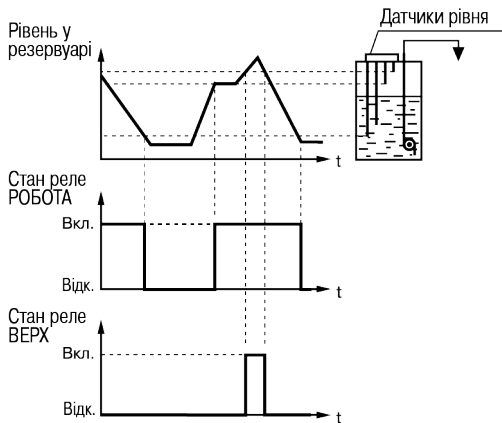 Датчики рівня
Рівень у
резервуарі
t
Стан реле
РОБОТА
Вкл.
Відк.
t
Стан реле
ВЕРХ
Вкл.
Відк.
t